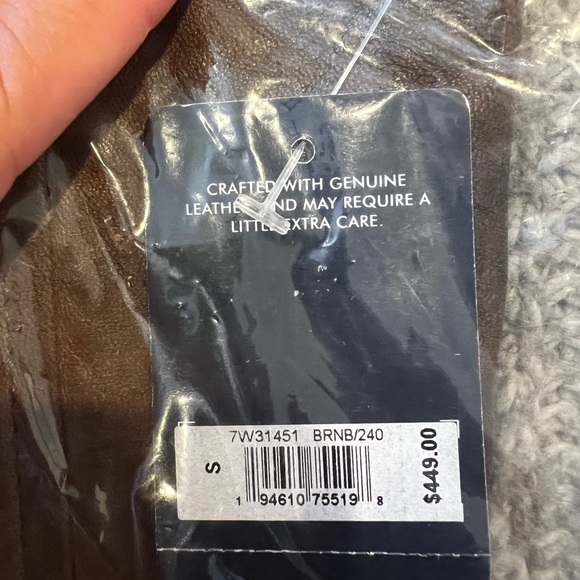 CRAFTED WITH GENUINE
LEATHER AND MAY REQUIRE A
LITTLE EXTRA CARE.
7W31451 BRNB/240
S
1 94610 75519 8
$449.00